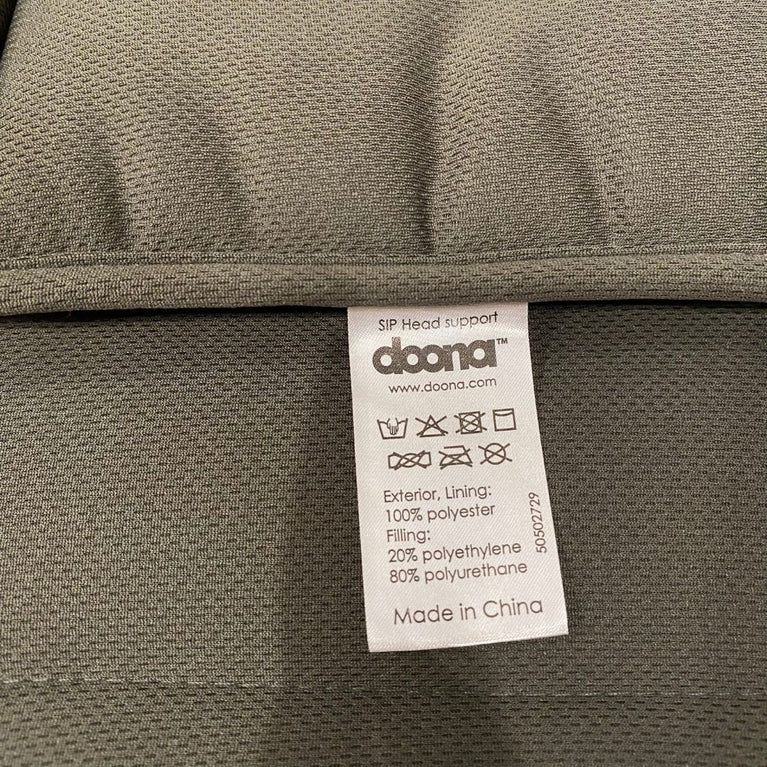 SIP Head support
doona™
www.doona.com
Exterior, Lining:
100% polyester
Filling:
20% polyethylene
80% polyurethane
50502729
Made in China